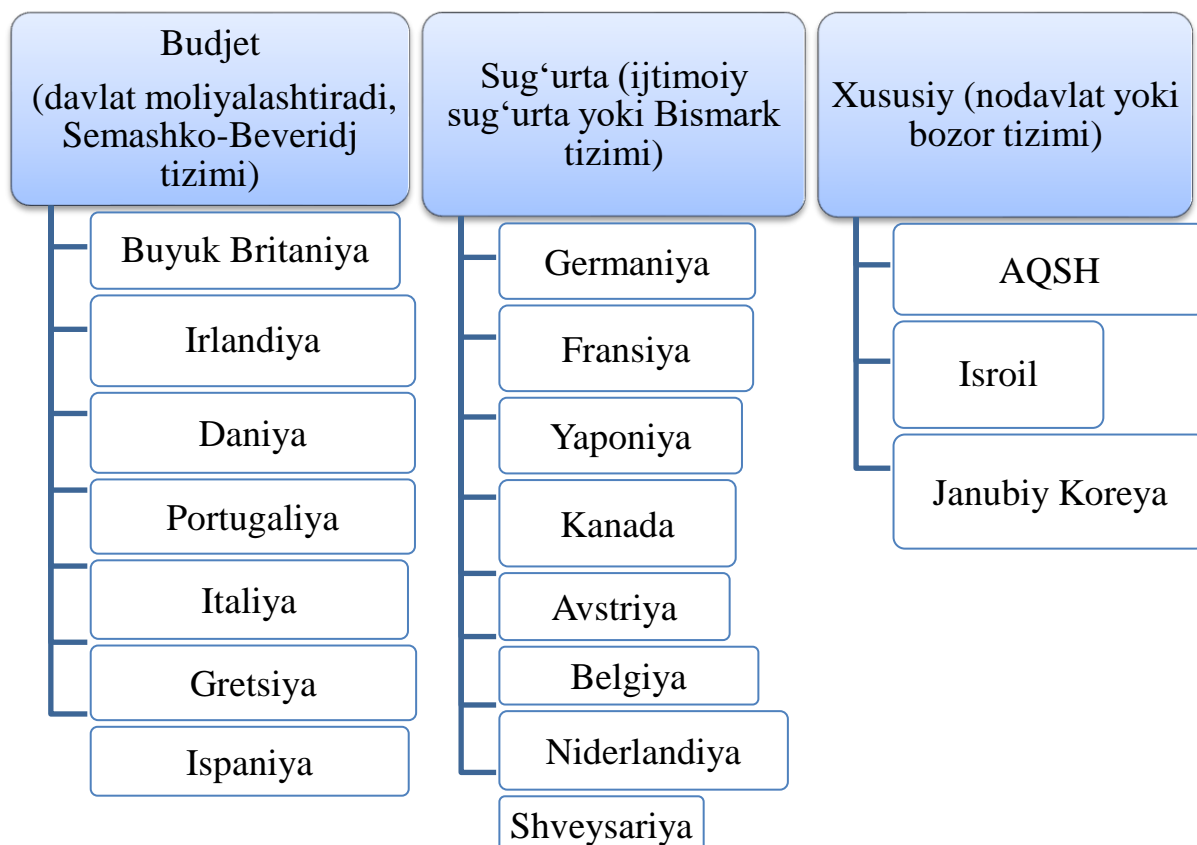 Budjet
(davlat moliyalashtiradi,
Semashko-Beveridj
tizimi)
Buyuk Britaniya
Irlandiya
Daniya
Portugaliya
Italiya
Gretsiya
Ispaniya
Sug‘urta (ijtimoiy
sug‘urta yoki Bismark
tizimi)
Germaniya
Fransiya
Yaponiya
Kanada
Avstriya
Belgiya
Niderlandiya
Shveysariya
Xususiy (nodavlat yoki
bozor tizimi)
AQSH
Isroil
Janubiy Koreya